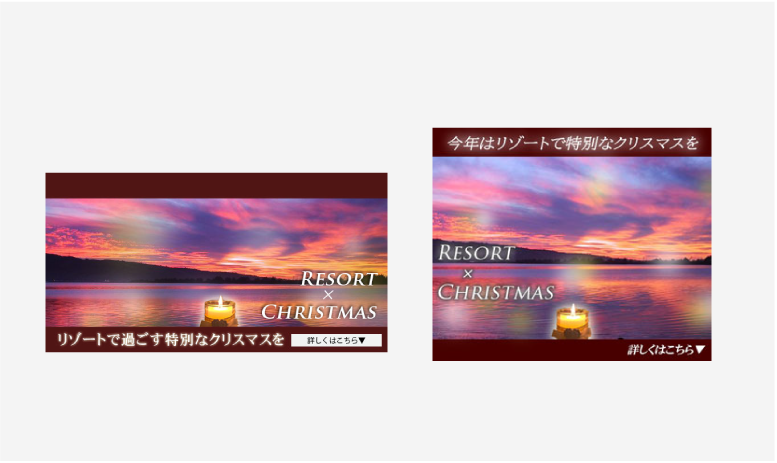 RESORT
×
CHRISTMAS
リゾートで過ごす特別なクリスマスを
詳しくはこちら▼
今年はリゾートで特別なクリスマスを
RESORT
×
CHRISTMAS
詳しくはこちら▼